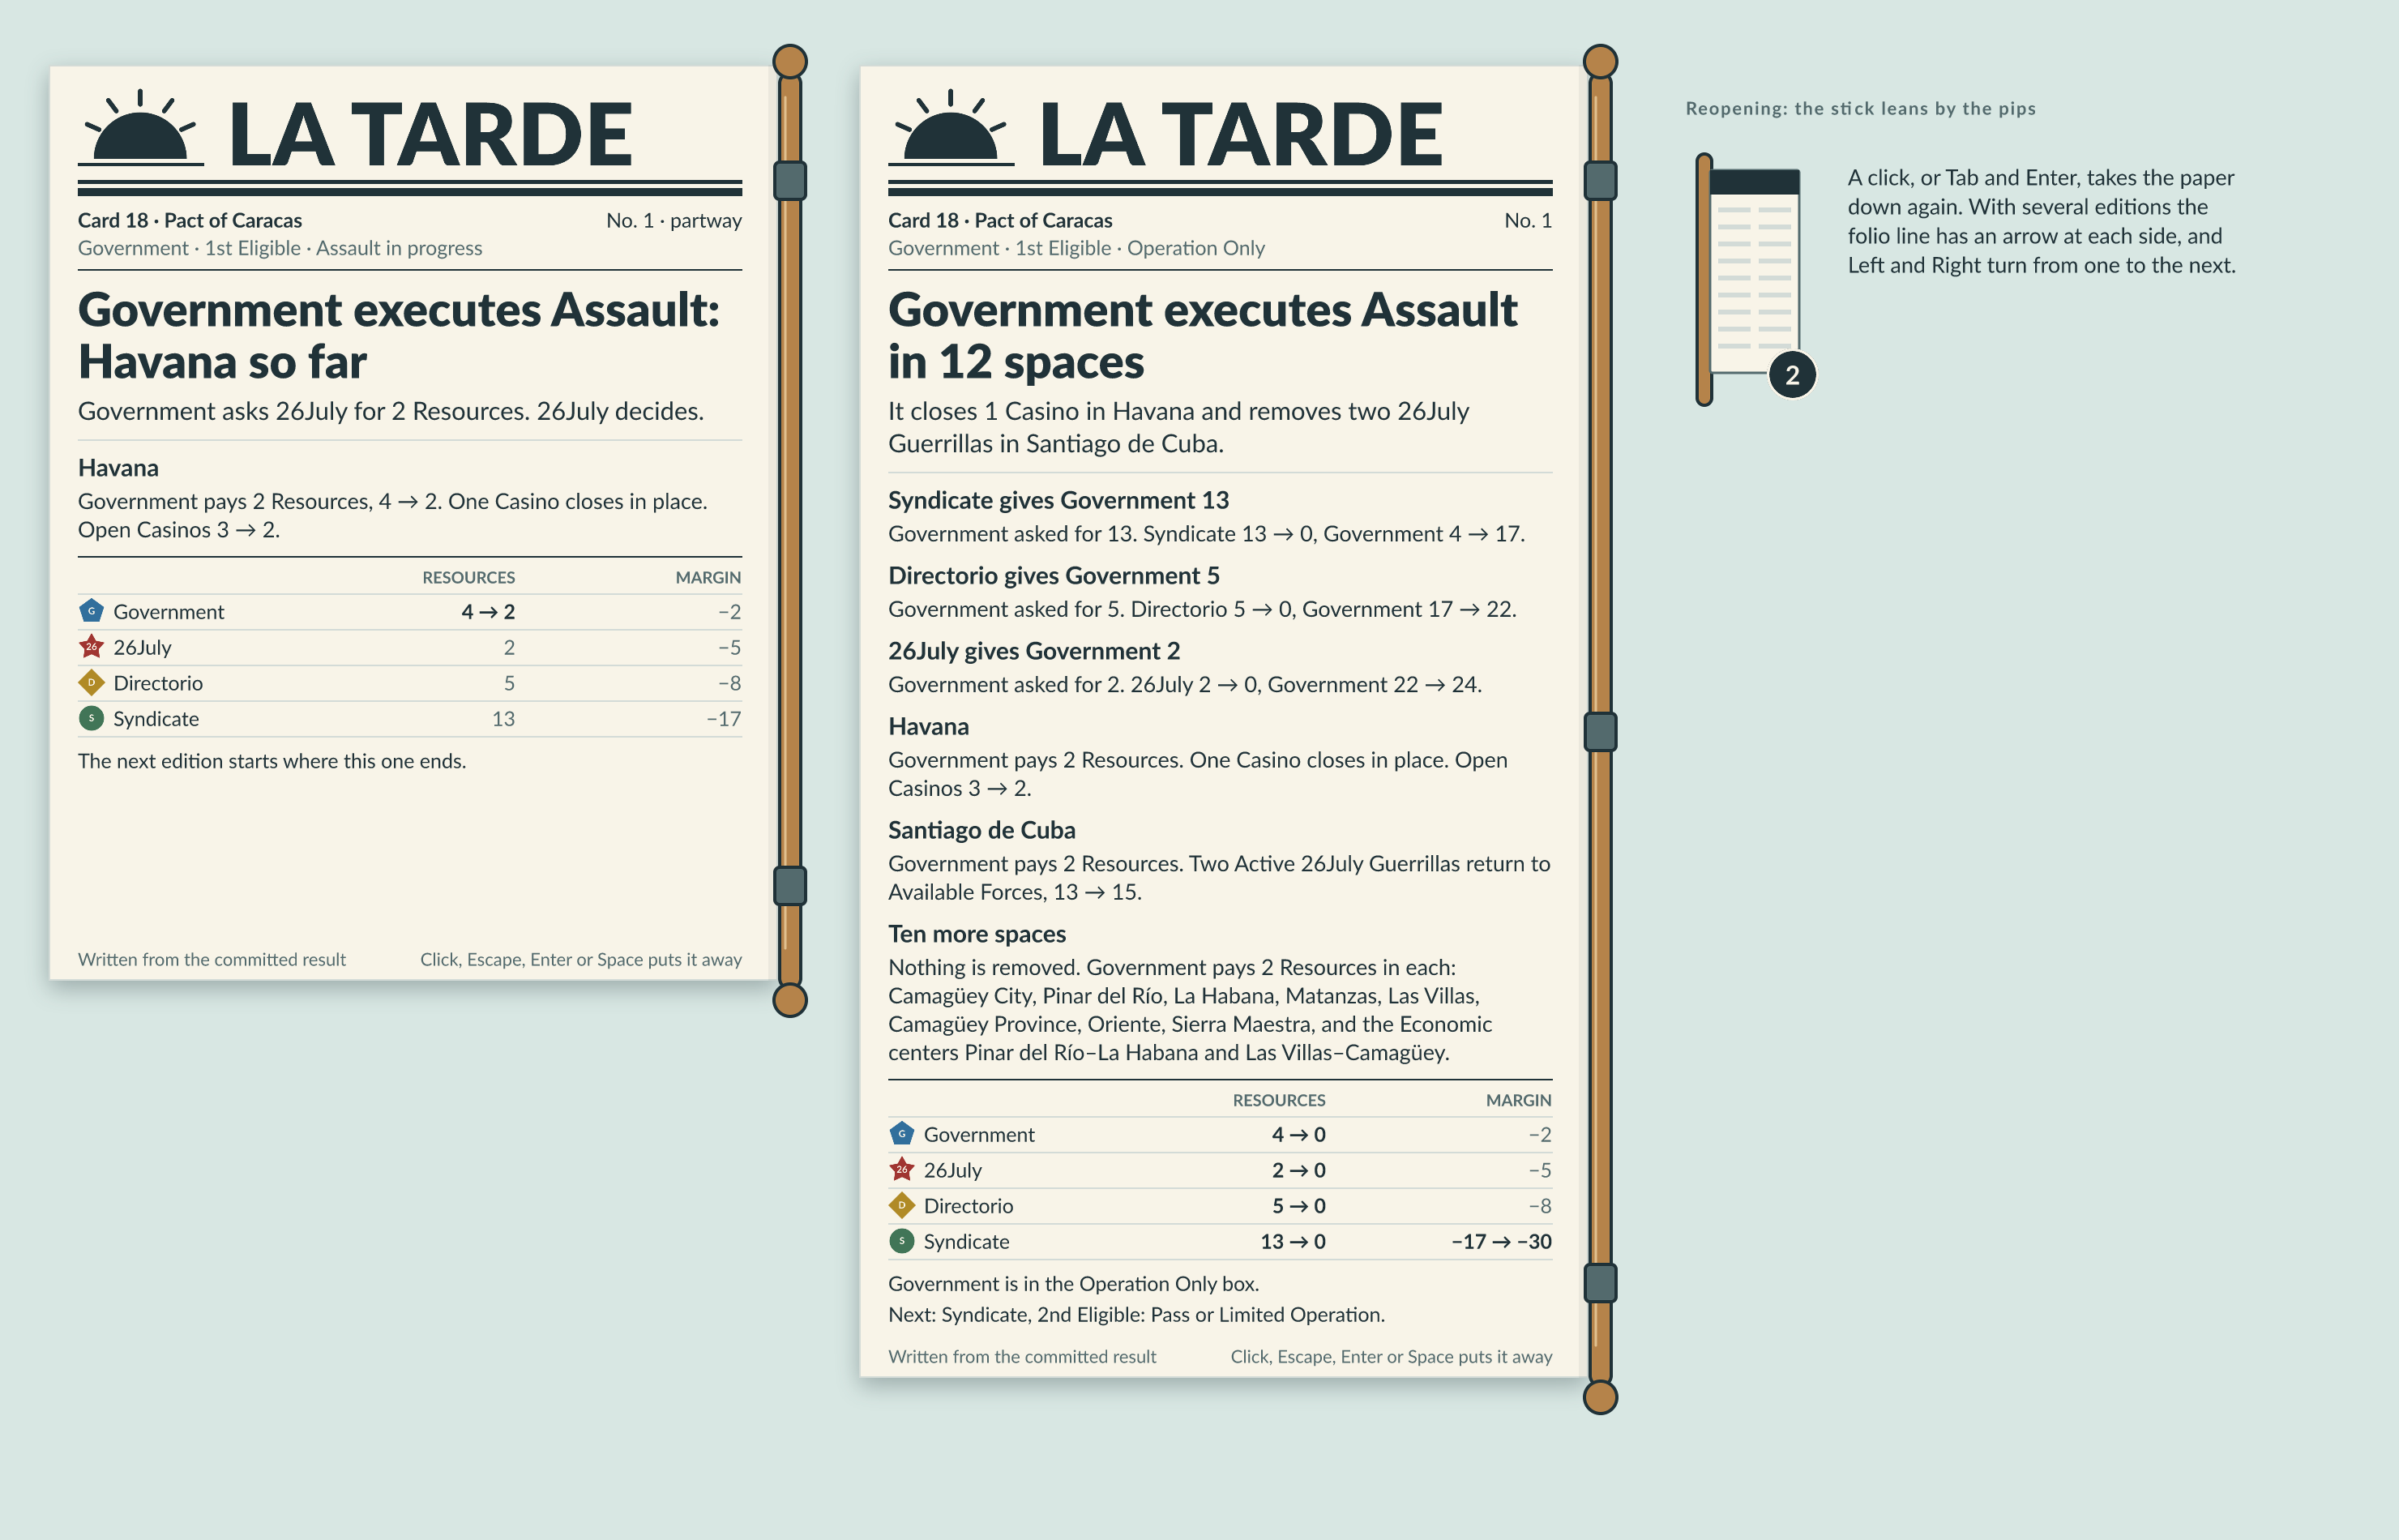 LA TARDE
Card 18 · Pact of Caracas No. 1 · partway
Government · 1st Eligible · Assault in progress
Government executes Assault:
Havana so far
Government asks 26July for 2 Resources. 26July decides.
Havana
Government pays 2 Resources, 4 → 2. One Casino closes in place.
Open Casinos 3 → 2.
RESOURCES MARGIN
G Government 4 → 2 −2
26 26July 2 −5
D Directorio 5 −8
S Syndicate 13 −17
The next edition starts where this one ends.
Written from the committed result Click, Escape, Enter or Space puts it away
LA TARDE
Card 18 · Pact of Caracas No. 1
Government · 1st Eligible · Operation Only
Government executes Assault
in 12 spaces
It closes 1 Casino in Havana and removes two 26July
Guerrillas in Santiago de Cuba.
Syndicate gives Government 13
Government asked for 13. Syndicate 13 → 0, Government 4 → 17.
Directorio gives Government 5
Government asked for 5. Directorio 5 → 0, Government 17 → 22.
26July gives Government 2
Government asked for 2. 26July 2 → 0, Government 22 → 24.
Havana
Government pays 2 Resources. One Casino closes in place. Open
Casinos 3 → 2.
Santiago de Cuba
Government pays 2 Resources. Two Active 26July Guerrillas return to
Available Forces, 13 → 15.
Ten more spaces
Nothing is removed. Government pays 2 Resources in each:
Camagüey City, Pinar del Río, La Habana, Matanzas, Las Villas,
Camagüey Province, Oriente, Sierra Maestra, and the Economic
centers Pinar del Río–La Habana and Las Villas–Camagüey.
RESOURCES MARGIN
G Government 4 → 0 −2
26 26July 2 → 0 −5
D Directorio 5 → 0 −8
S Syndicate 13 → 0 −17 → −30
Government is in the Operation Only box.
Next: Syndicate, 2nd Eligible: Pass or Limited Operation.
Written from the committed result Click, Escape, Enter or Space puts it away
Reopening: the stick leans by the pips
A click, or Tab and Enter, takes the paper
down again. With several editions the
folio line has an arrow at each side, and
Left and Right turn from one to the next.
2